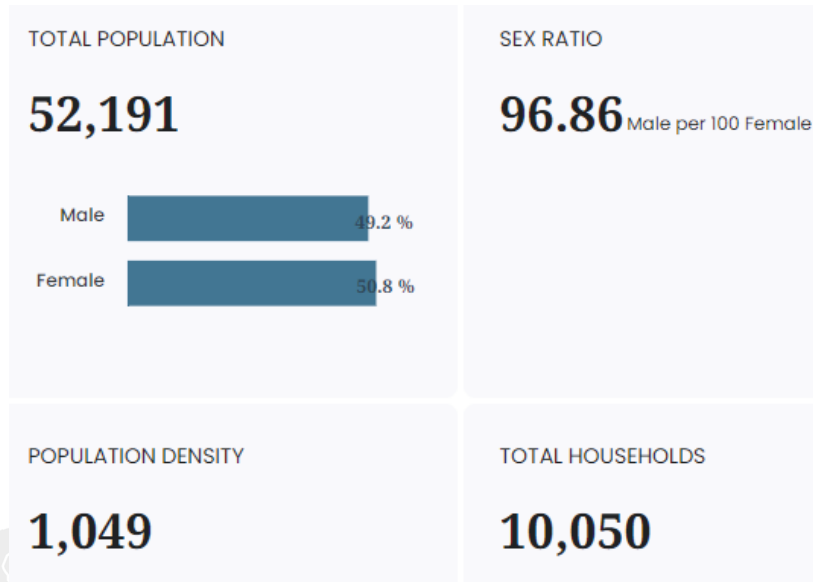 TOTAL POPULATION
52,191
Male 49.2 %
Female 50.8 %
SEX RATIO
96.86 Male per 100 Female
POPULATION DENSITY
1,049
TOTAL HOUSEHOLDS
10,050